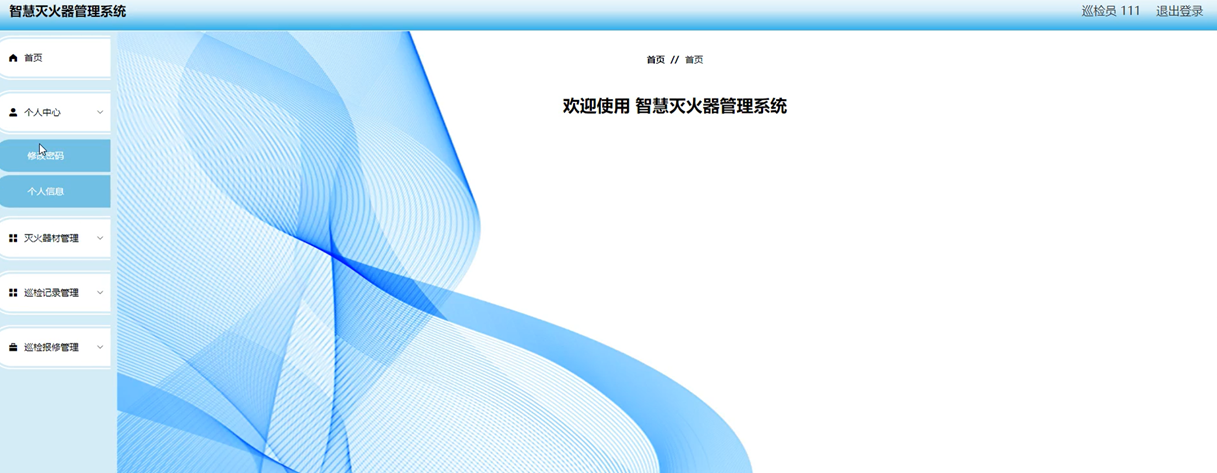 智慧灭火器管理系统
巡检员 111 退出登录
首页
个人中心
修改密码
个人信息
灭火器材管理
巡检记录管理
巡检报修管理
首页 // 首页
欢迎使用 智慧灭火器管理系统